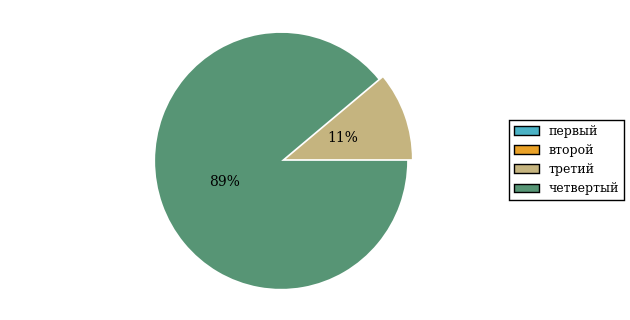 11%
89%
первый
второй
третий
четвертый